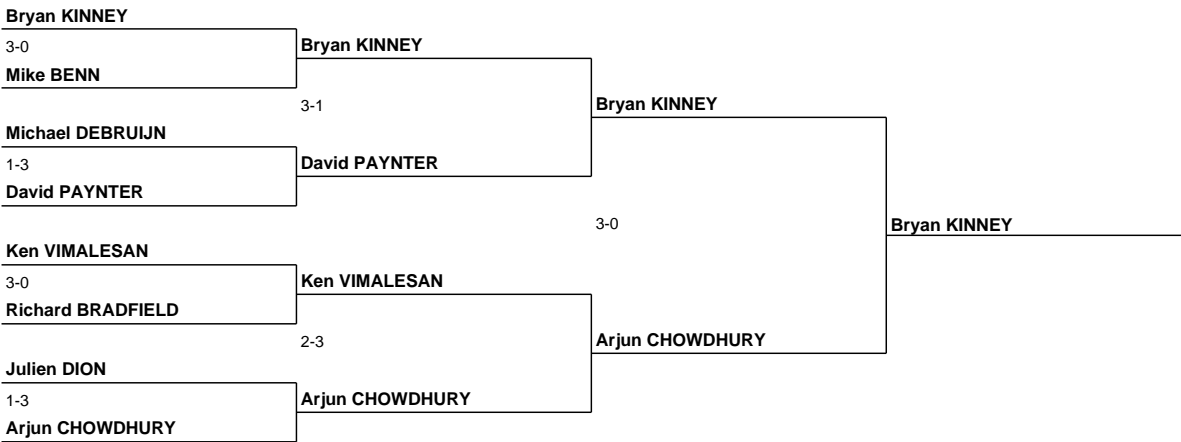 Bryan KINNEY
3-0
Bryan KINNEY
Mike BENN
3-1
Bryan KINNEY
Michael DEBRUIJN
1-3
David PAYNTER
David PAYNTER
3-0
Bryan KINNEY
Ken VIMALESAN
3-0
Ken VIMALESAN
Richard BRADFIELD
2-3
Arjun CHOWDHURY
Julien DION
1-3
Arjun CHOWDHURY
Arjun CHOWDHURY